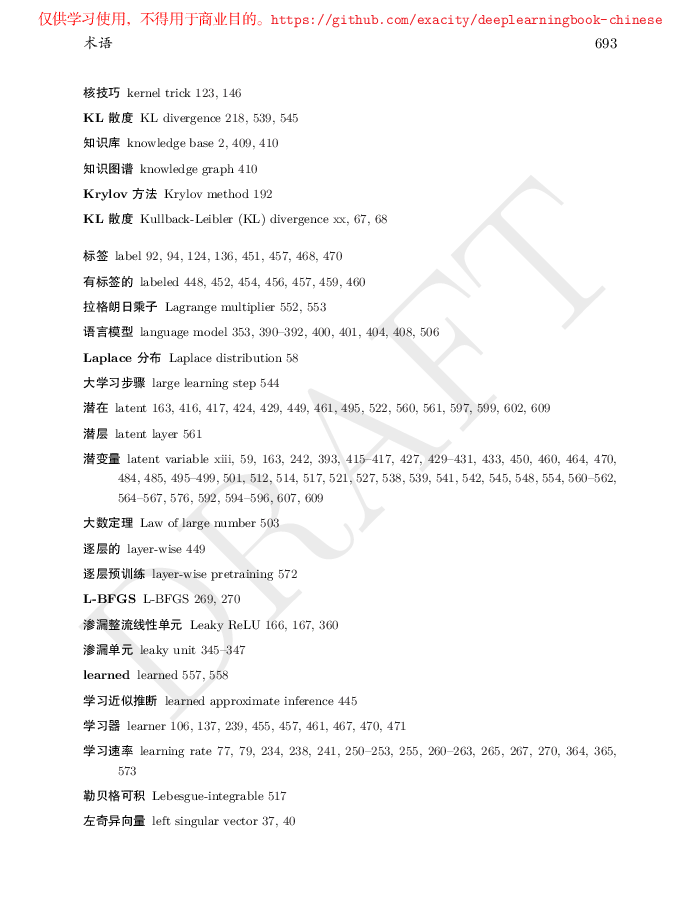 仅供学习使用，不得用于商业目的。https://github.com/exacity/deeplearningbook-chinese
术语 693
核技巧 kernel trick 123, 146
KL 散度 KL divergence 218, 539, 545
知识库 knowledge base 2, 409, 410
知识图谱 knowledge graph 410
Krylov 方法 Krylov method 192
KL 散度 Kullback-Leibler (KL) divergence xx, 67, 68
标签 label 92, 94, 124, 136, 451, 457, 468, 470
有标签的 labeled 448, 452, 454, 456, 457, 459, 460
拉格朗日乘子 Lagrange multiplier 552, 553
语言模型 language model 353, 390–392, 400, 401, 404, 408, 506
Laplace 分布 Laplace distribution 58
大学习步骤 large learning step 544
潜在 latent 163, 416, 417, 424, 429, 449, 461, 495, 522, 560, 561, 597, 599, 602, 609
潜层 latent layer 561
潜变量 latent variable xiii, 59, 163, 242, 393, 415–417, 427, 429–431, 433, 450, 460, 464, 470,
484, 485, 495–499, 501, 512, 514, 517, 521, 527, 538, 539, 541, 542, 545, 548, 554, 560–562,
564–567, 576, 592, 594–596, 607, 609
大数定理 Law of large number 503
逐层的 layer-wise 449
逐层预训练 layer-wise pretraining 572
L-BFGS L-BFGS 269, 270
渗漏整流线性单元 Leaky ReLU 166, 167, 360
渗漏单元 leaky unit 345–347
learned learned 557, 558
学习近似推断 learned approximate inference 445
学习器 learner 106, 137, 239, 455, 457, 461, 467, 470, 471
学习速率 learning rate 77, 79, 234, 238, 241, 250–253, 255, 260–263, 265, 267, 270, 364, 365,
573
勒贝格可积 Lebesgue-integrable 517
左奇异向量 left singular vector 37, 40
DRAFT